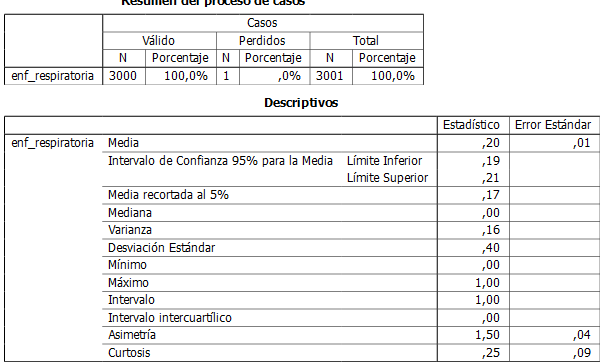 Resumen del proceso de casos
Casos
Válido Perdidos Total
N Porcentaje N Porcentaje N Porcentaje
enf_respiratoria 3000 100,0% 1 ,0% 3001 100,0%
Descriptivos
Estadístico Error Estándar
enf_respiratoria Media ,20 ,01
Intervalo de Confianza 95% para la Media Límite Inferior ,19
Límite Superior ,21
Media recortada al 5% ,17
Mediana ,00
Varianza ,16
Desviación Estándar ,40
Mínimo ,00
Máximo 1,00
Intervalo 1,00
Intervalo intercuartílico ,00
Asimetría 1,50 ,04
Curtosis ,25 ,09